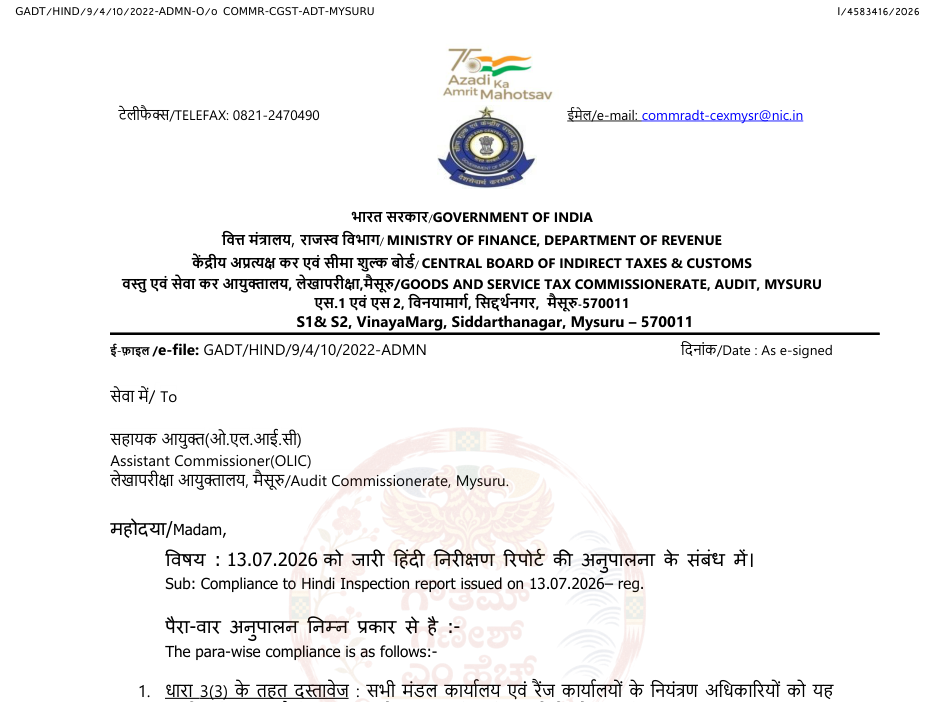 GADT/HIND/9/4/10/2022-ADMN-O/o COMMR-CGST-ADT-MYSURU
I/4583416/2026
Azadi Ka
Amrit Mahotsav
टेलीफैक्स/TELEFAX: 0821-2470490
ईमेल/e-mail: commradt-cexmysr@nic.in
भारत सरकार/GOVERNMENT OF INDIA
वित्त मंत्रालय, राजस्व विभाग/ MINISTRY OF FINANCE, DEPARTMENT OF REVENUE
केंद्रीय अप्रत्यक्ष कर एवं सीमा शुल्क बोर्ड/ CENTRAL BOARD OF INDIRECT TAXES & CUSTOMS
वस्तु एवं सेवा कर आयुक्तालय, लेखापरीक्षा,मैसूरु/GOODS AND SERVICE TAX COMMISSIONERATE, AUDIT, MYSURU
एस.1 एवं एस 2, विनयामार्ग, सिद्दर्थनगर, मैसूरु-570011
S1& S2, VinayaMarg, Siddarthanagar, Mysuru – 570011
ई-फ़ाइल /e-file: GADT/HIND/9/4/10/2022-ADMN
दिनांक/Date : As e-signed
सेवा में/ To
सहायक आयुक्त(ओ.एल.आई.सी)
Assistant Commissioner(OLIC)
लेखापरीक्षा आयुक्तालय, मैसूरु/Audit Commissionerate, Mysuru.
महोदया/Madam,
विषय : 13.07.2026 को जारी हिंदी निरीक्षण रिपोर्ट की अनुपालना के संबंध में।
Sub: Compliance to Hindi Inspection report issued on 13.07.2026– reg.
ಗೌತಮ್
ಗಣೇಶ್
ಎಂ ಹೆಚ್
पैरा-वार अनुपालन निम्न प्रकार से है :-
The para-wise compliance is as follows:-
1. धारा 3(3) के तहत दस्तावेज : सभी मंडल कार्यालय एवं रैंज कार्यालयों के नियंत्रण अधिकारियों को यह